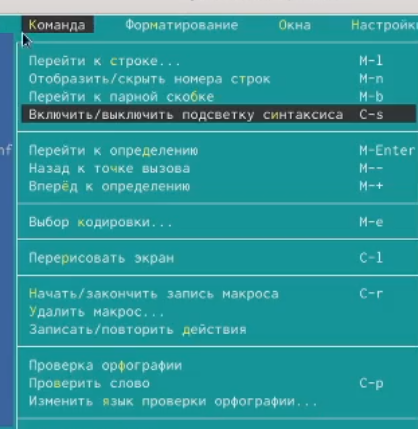 Команда Форматирование Окна Настройк
Перейти к строке... M-l
Отобразить/скрыть номера строк M-n
Перейти к парной скобке M-b
Включить/выключить подсветку синтаксиса C-s
nf
Перейти к определению M-Enter
Назад к точке вызова M--
Вперёд к определению M-+
Выбор кодировки... M-e
Перерисовать экран C-l
Начать/закончить запись макроса C-r
Удалить макрос...
Записать/повторить действия
Проверка орфографии
Проверить слово C-p
Изменить язык проверки орфографии...